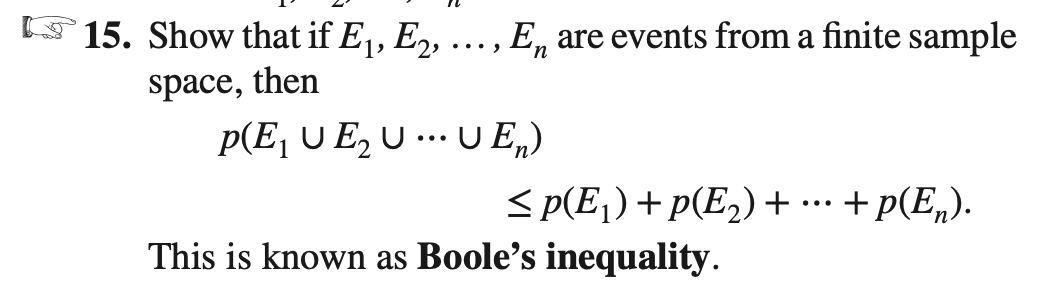 15. Show that if E₁, E₂, …, Eₙ are events from a finite sample
space, then
p(E₁ ∪ E₂ ∪ ⋯ ∪ Eₙ)
≤ p(E₁) + p(E₂) + ⋯ + p(Eₙ).
This is known as Boole’s inequality.